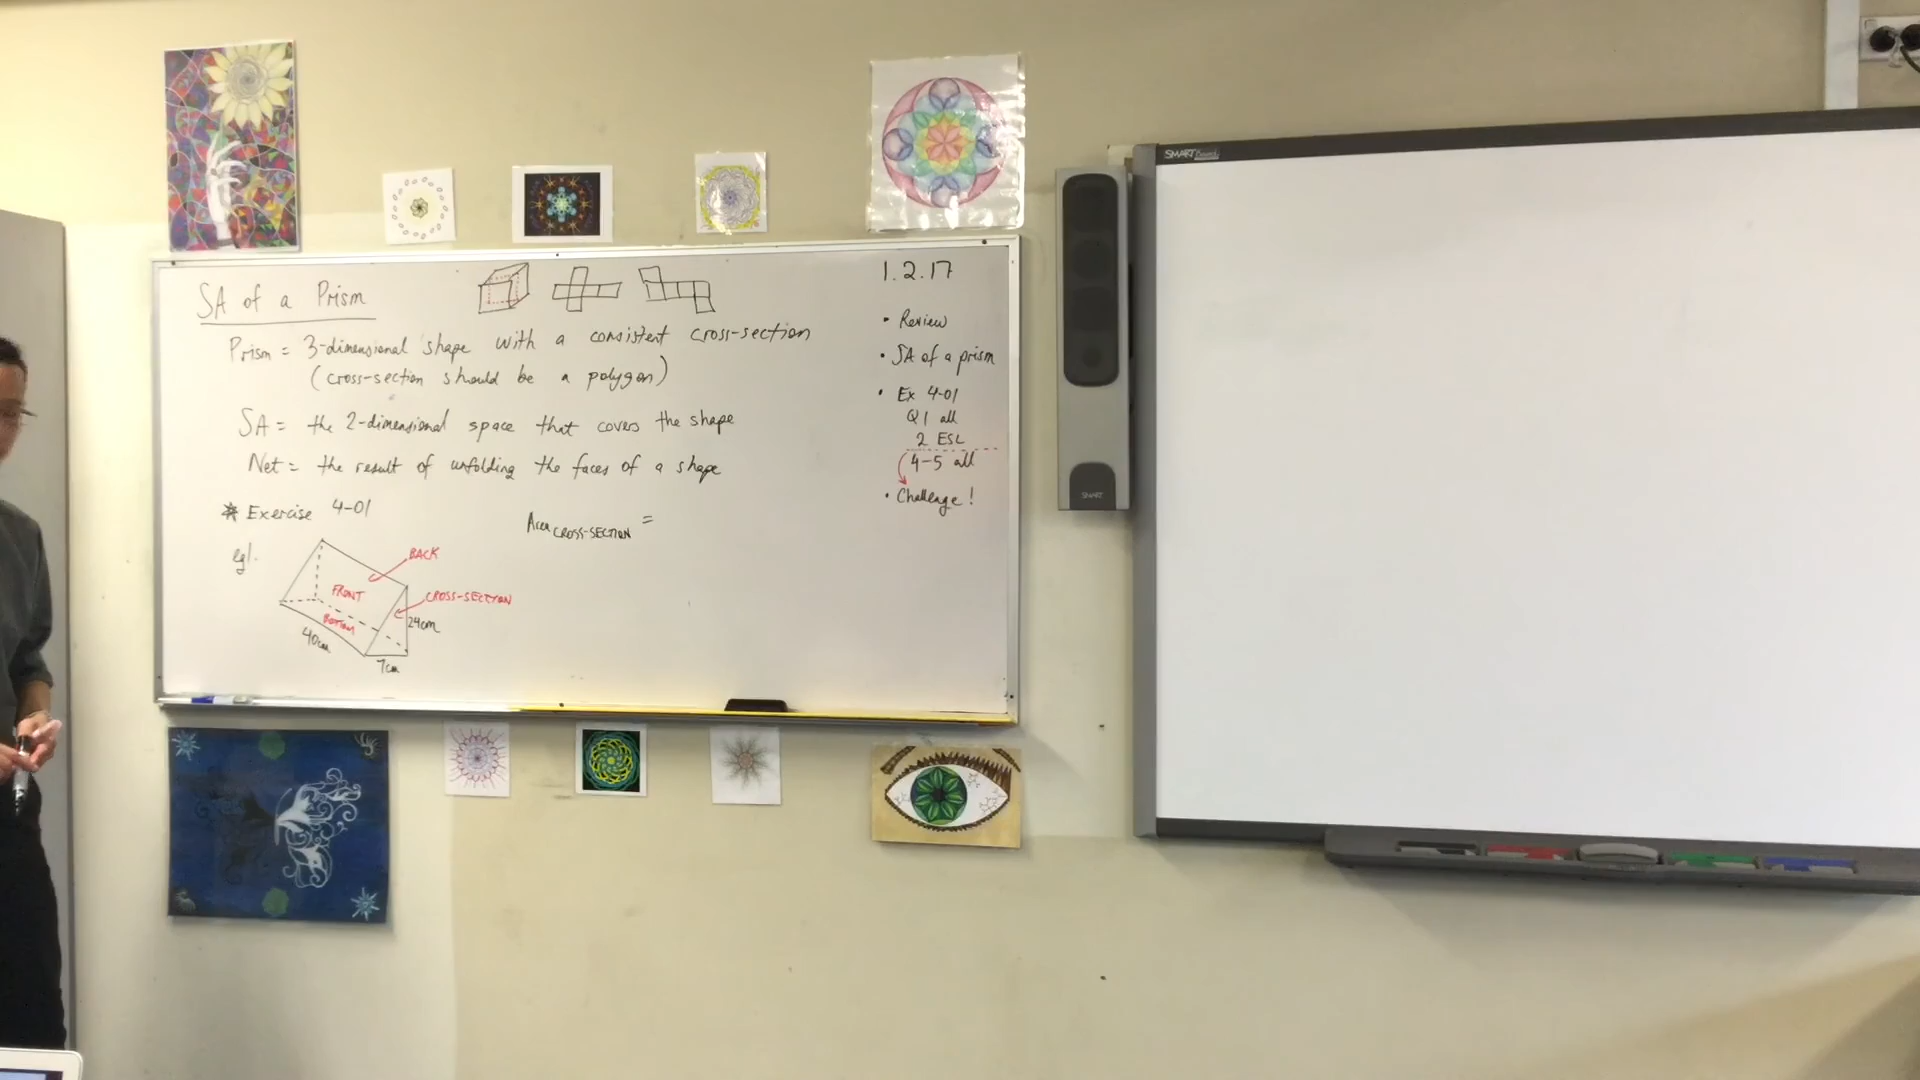 SA of a Prism
Prism = 3-dimensional shape with a consistent cross-section
(cross-section should be a polygon)
SA = the 2-dimensional space that covers the shape
Net = the result of unfolding the faces of a shape
* Exercise 4-01
eg1.
Area CROSS-SECTION =
BACK
FRONT
CROSS-SECTION
BOTTOM
24cm
40cm
7cm
1.2.17
• Review
• SA of a prism
• Ex 4-01
Q1 all
2 ESL
4-5 all
• Challenge!
SMART Board
SMART